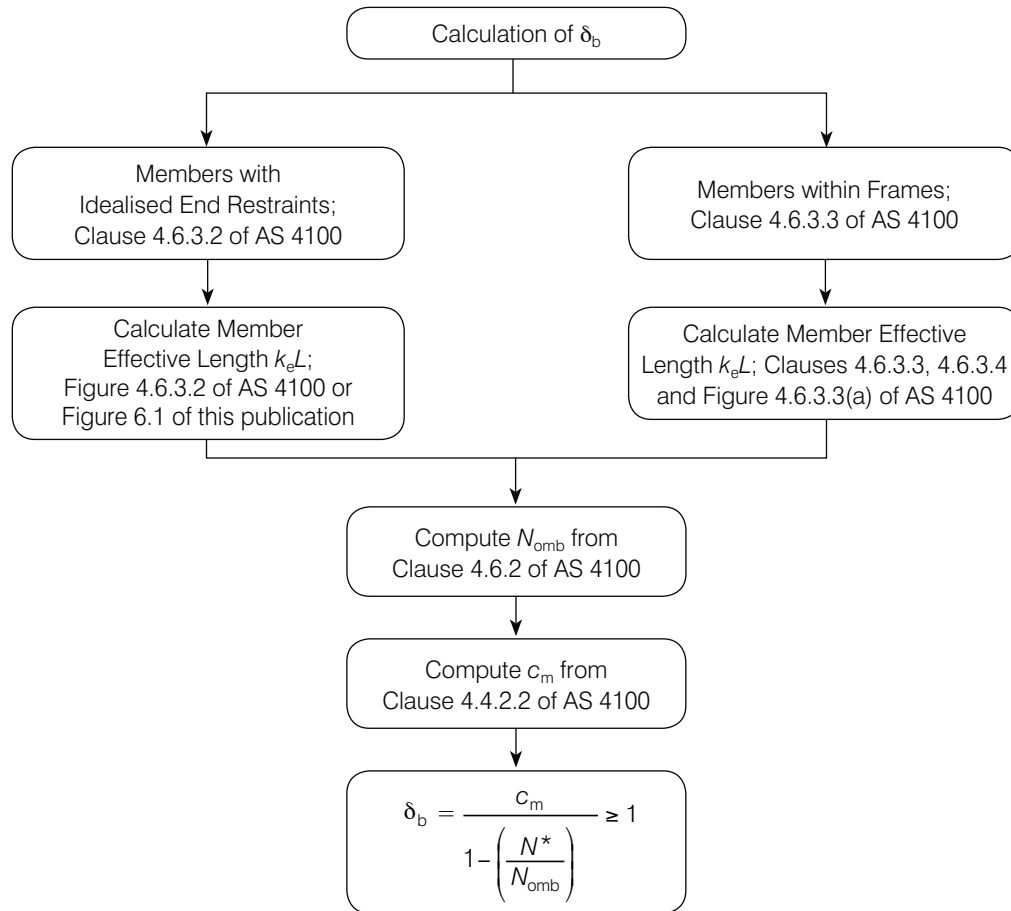 Calculation of δb
Members with
Idealised End Restraints;
Clause 4.6.3.2 of AS 4100
Members within Frames;
Clause 4.6.3.3 of AS 4100
Calculate Member
Effective Length keL;
Figure 4.6.3.2 of AS 4100 or
Figure 6.1 of this publication
Calculate Member Effective
Length keL; Clauses 4.6.3.3, 4.6.3.4
and Figure 4.6.3.3(a) of AS 4100
Compute Nomb from
Clause 4.6.2 of AS 4100
Compute cm from
Clause 4.4.2.2 of AS 4100
δb = cm / (1 – (N* / Nomb)) ≥ 1